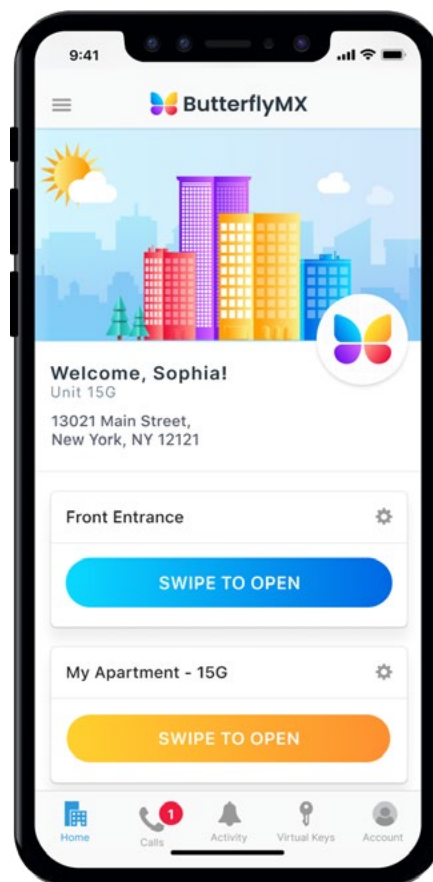 9:41
ButterflyMX
Welcome, Sophia!
Unit 15G
13021 Main Street,
New York, NY 12121
Front Entrance
SWIPE TO OPEN
My Apartment - 15G
SWIPE TO OPEN
1
Home
Calls
Activity
Virtual Keys
Account